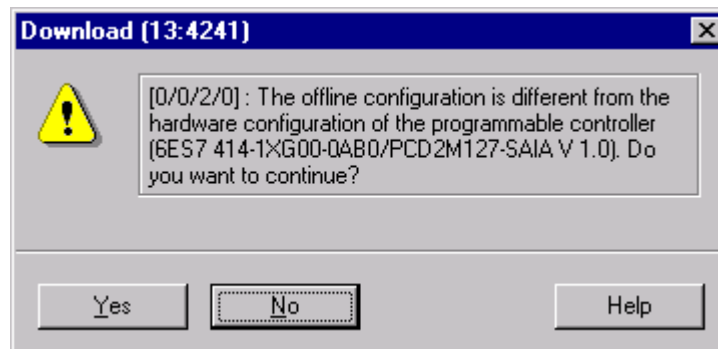 Download (13:4241)
[0/0/2/0] : The offline configuration is different from the
hardware configuration of the programmable controller
(6ES7 414-1XG00-0AB0/PCD2M127-SAIA V 1.0). Do
you want to continue?
Yes
No
Help